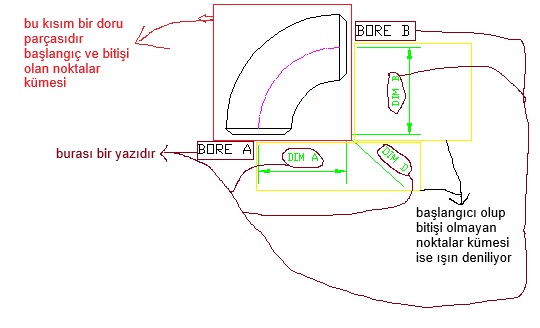 bu kısım bir doru
parçasıdır
başlangıç ve bitişi
olan noktalar
kümesi
BORE B
DIM B
burası bir yazıdır
BORE A
DIM A
DIM D
başlangıcı olup
bitişi olmayan
noktalar kümesi
ise ışın deniliyor